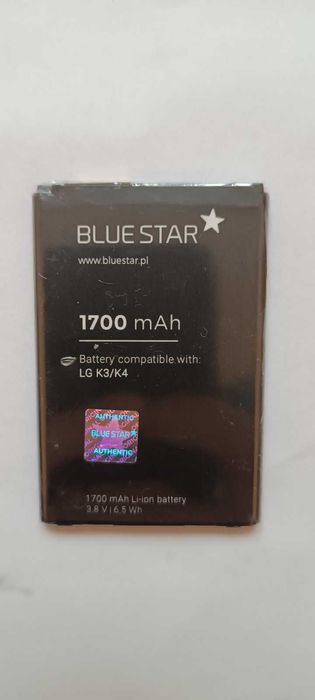 BLUE STAR
www.bluestar.pl
1700 mAh
Battery compatible with:
LG K3/K4
AUTHENTIC
BLUE STAR
AUTHENTIC
1700 mAh Li-ion battery
3.8 V | 6,5 Wh